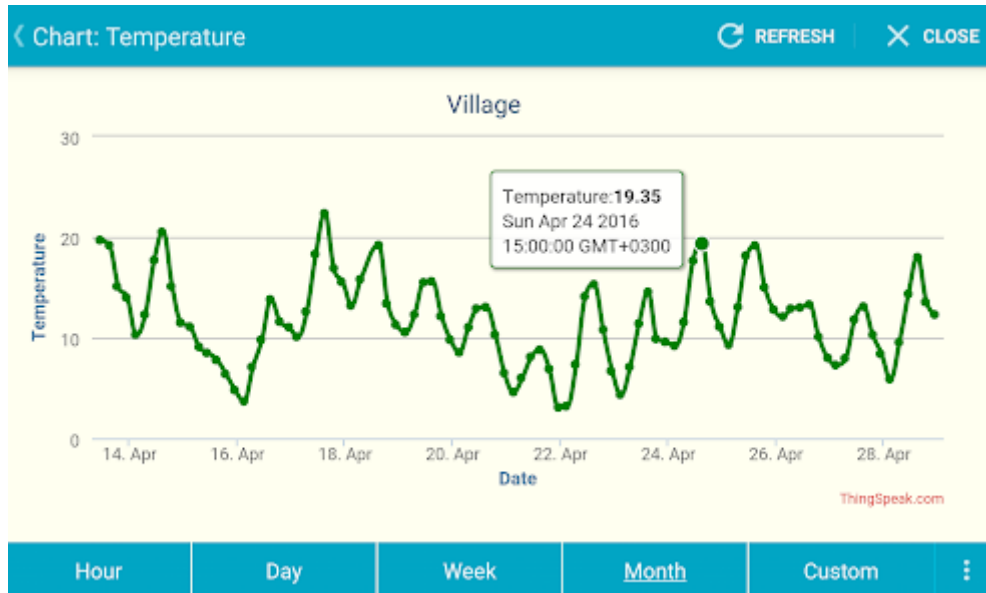 Chart: Temperature
REFRESH
CLOSE
Village
30
20
10
0
Temperature
Temperature:19.35
Sun Apr 24 2016
15:00:00 GMT+0300
14. Apr 16. Apr 18. Apr 20. Apr 22. Apr 24. Apr 26. Apr 28. Apr
Date
ThingSpeak.com
Hour Day Week Month Custom